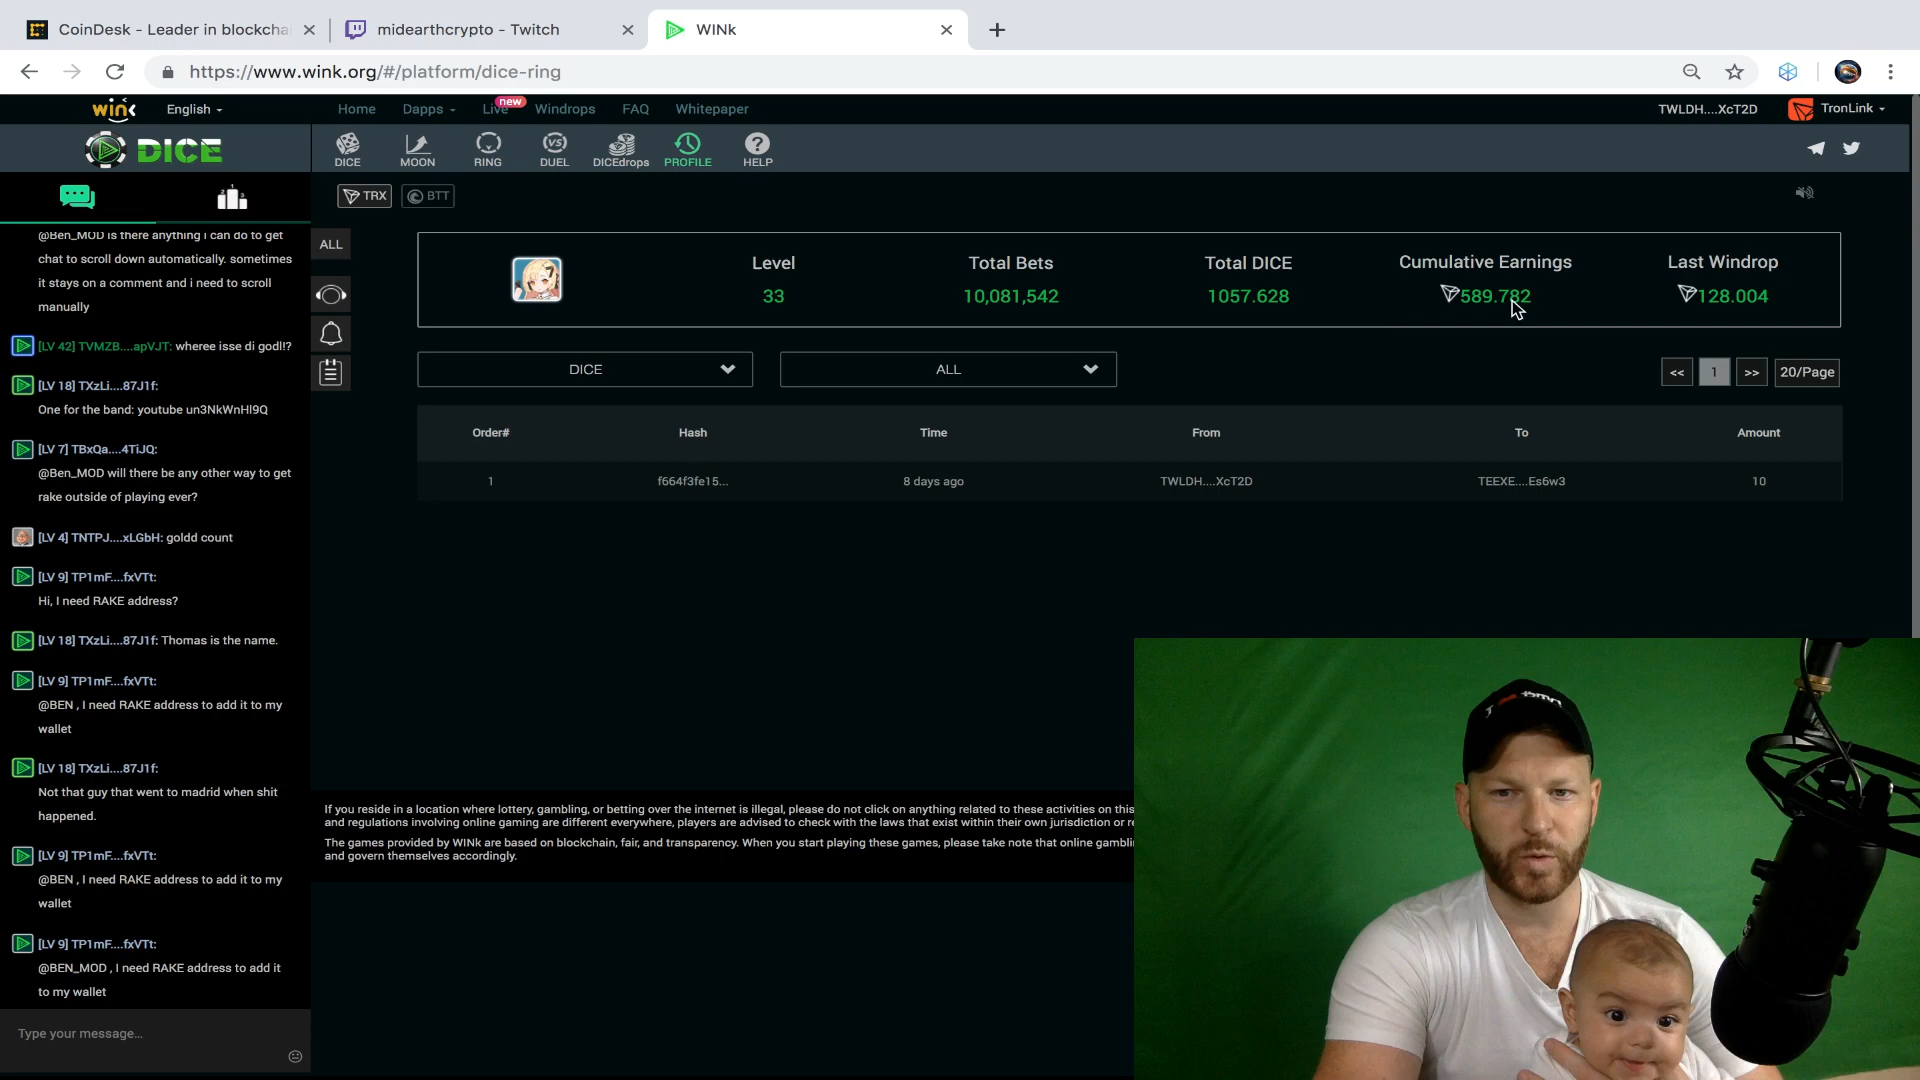 CoinDesk - Leader in blockcha
midearthcrypto - Twitch
WINk
https://www.wink.org/#/platform/dice-ring
wink
English
Home
Dapps
Live
new
Windrops
FAQ
Whitepaper
TWLDH....XcT2D
TronLink
DICE
DICE
MOON
RING
VS
DUEL
DICEdrops
PROFILE
?
HELP
TRX
BTT
@Ben_MOD is there anything i can do to get
chat to scroll down automatically. sometimes
it stays on a comment and i need to scroll
manually
[LV 42] TVMZB....apVJT: wheree isse di godl!?
[LV 18] TXzLi....87J1f:
One for the band: youtube un3NkWnHl9Q
[LV 7] TBxQa....4TiJQ:
@Ben_MOD will there be any other way to get
rake outside of playing ever?
[LV 4] TNTPJ....xLGbH: goldd count
[LV 9] TP1mF....fxVTt:
Hi, I need RAKE address?
[LV 18] TXzLi....87J1f: Thomas is the name.
[LV 9] TP1mF....fxVTt:
@BEN , I need RAKE address to add it to my
wallet
[LV 18] TXzLi....87J1f:
Not that guy that went to madrid when shit
happened.
[LV 9] TP1mF....fxVTt:
@BEN , I need RAKE address to add it to my
wallet
[LV 9] TP1mF....fxVTt:
@BEN_MOD , I need RAKE address to add it
to my wallet
Type your message...
ALL
Level
33
Total Bets
10,081,542
Total DICE
1057.628
Cumulative Earnings
589.782
Last Windrop
128.004
DICE
ALL
<<
1
>>
20/Page
Order#
Hash
Time
From
To
Amount
1
f664f3fe15...
8 days ago
TWLDH....XcT2D
TEEXE....Es6w3
10
If you reside in a location where lottery, gambling, or betting over the internet is illegal, please do not click on anything related to these activities on this
and regulations involving online gaming are different everywhere, players are advised to check with the laws that exist within their own jurisdiction or re
The games provided by WINk are based on blockchain, fair, and transparency. When you start playing these games, please take note that online gambli
and govern themselves accordingly.